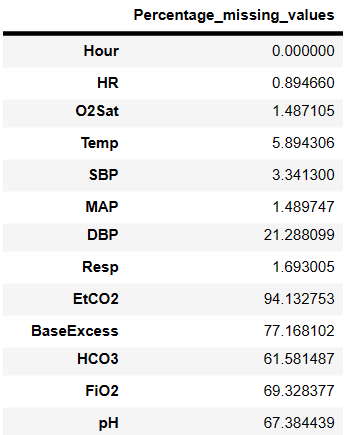 Percentage_missing_values
Hour 0.000000
HR 0.894660
O2Sat 1.487105
Temp 5.894306
SBP 3.341300
MAP 1.489747
DBP 21.288099
Resp 1.693005
EtCO2 94.132753
BaseExcess 77.168102
HCO3 61.581487
FiO2 69.328377
pH 67.384439